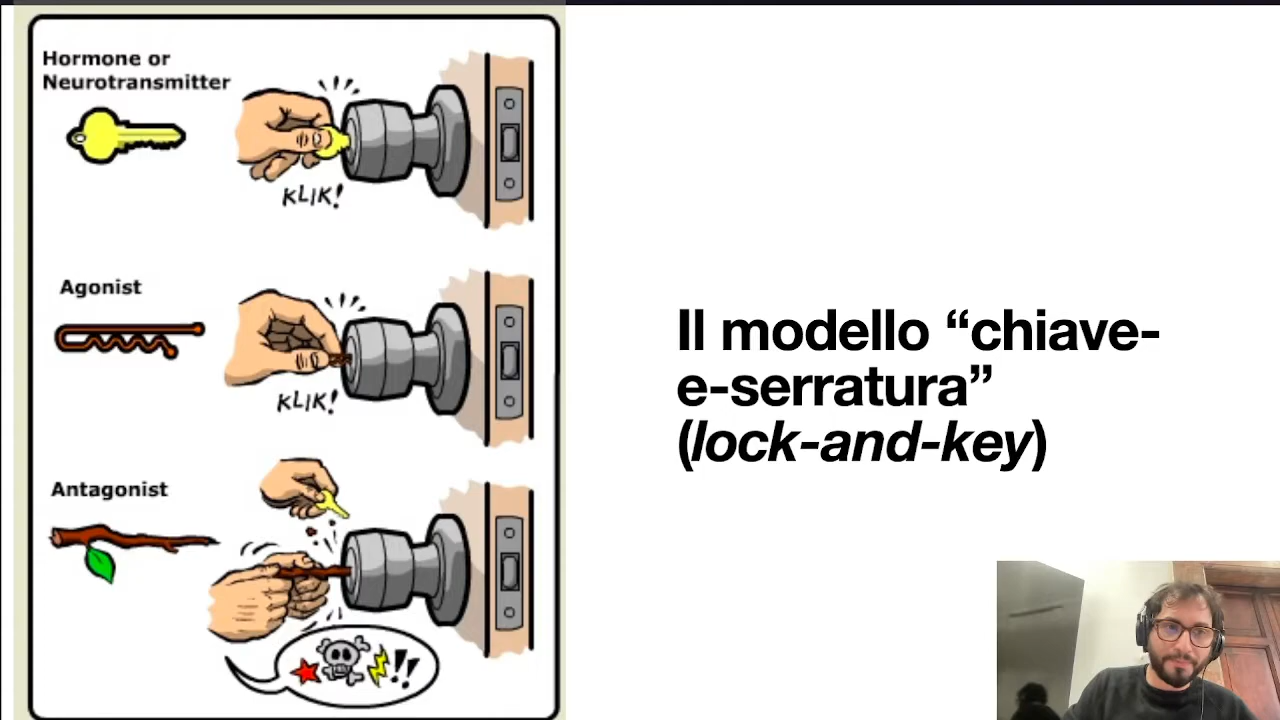 Hormone or
Neurotransmitter
KLIK!
Agonist
KLIK!
Antagonist
!!
Il modello “chiave-
e-serratura”
(lock-and-key)